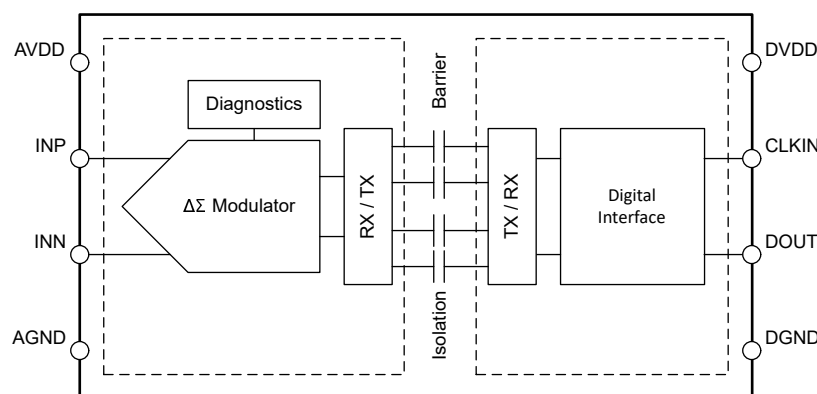 AVDD
DVDD
Barrier
Diagnostics
INP
CLKIN
ΔΣ Modulator
RX / TX
TX / RX
Digital
Interface
INN
DOUT
Isolation
AGND
DGND